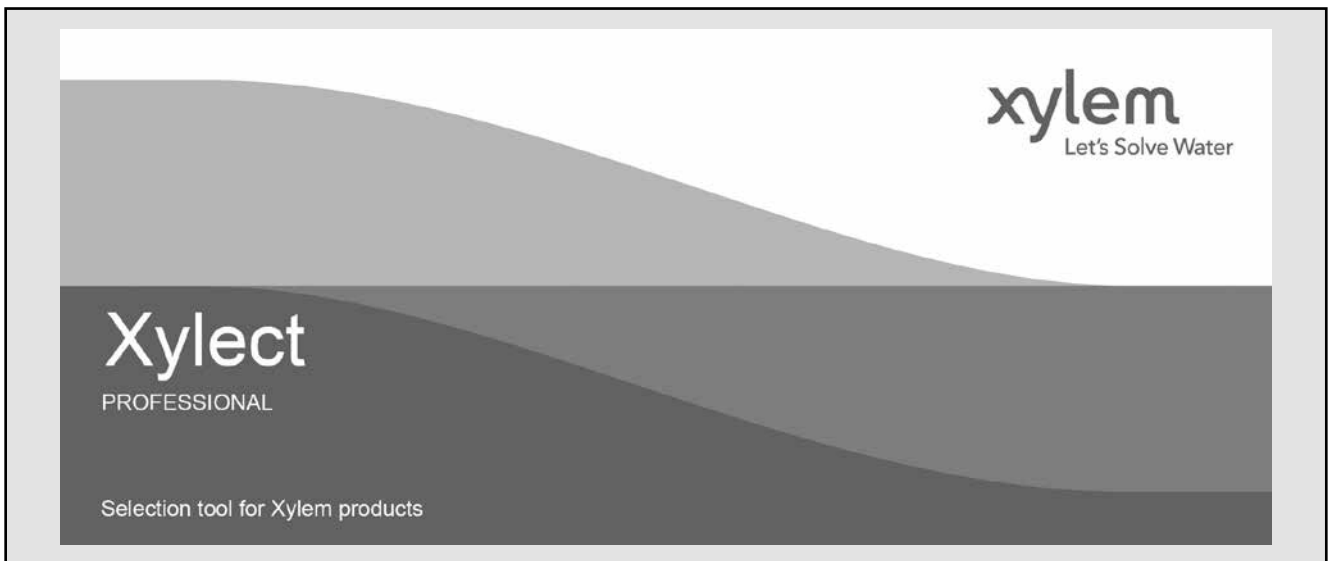 xylem
Let's Solve Water
Xylect
PROFESSIONAL
Selection tool for Xylem products